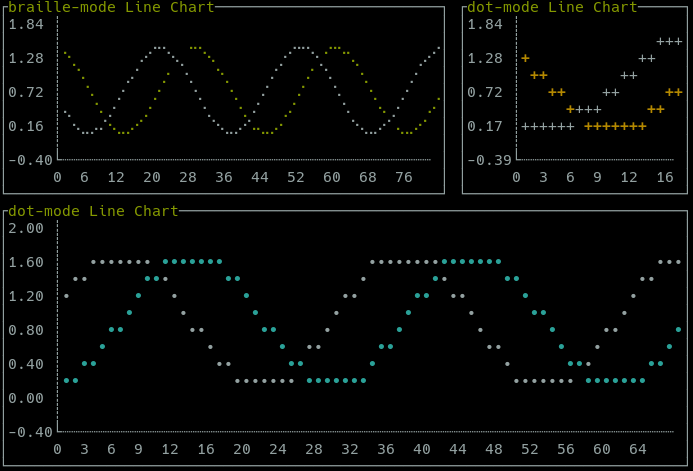 braille-mode Line Chart
1.84
1.28
0.72
0.16
-0.40
0 6 12 20 28 36 44 52 60 68 76
dot-mode Line Chart
1.84
1.28
0.72
0.17
-0.39
0 3 6 9 12 16
dot-mode Line Chart
2.00
1.60
1.20
0.80
0.40
0.00
-0.40
0 3 6 9 12 16 20 24 28 32 36 40 44 48 52 56 60 64